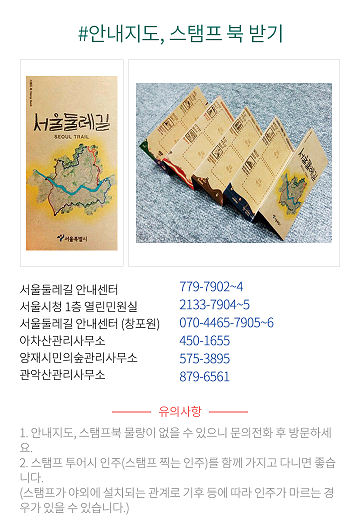 #안내지도, 스탬프 북 받기
서울둘레길
SEOUL TRAIL
서울특별시
서울둘레길 안내센터 779-7902~4
서울시청 1층 열린민원실 2133-7904~5
서울둘레길 안내센터 (창포원) 070-4465-7905~6
아차산관리사무소 450-1655
양재시민의숲관리사무소 575-3895
관악산관리사무소 879-6561
유의사항
1. 안내지도, 스탬프북 물량이 없을 수 있으니 문의전화 후 방문하세
요.
2. 스탬프 투어시 인주(스탬프 찍는 인주)를 함께 가지고 다니면 좋습
니다.
(스탬프가 야외에 설치되는 관계로 기후 등에 따라 인주가 마르는 경
우가 있을 수 있습니다.)